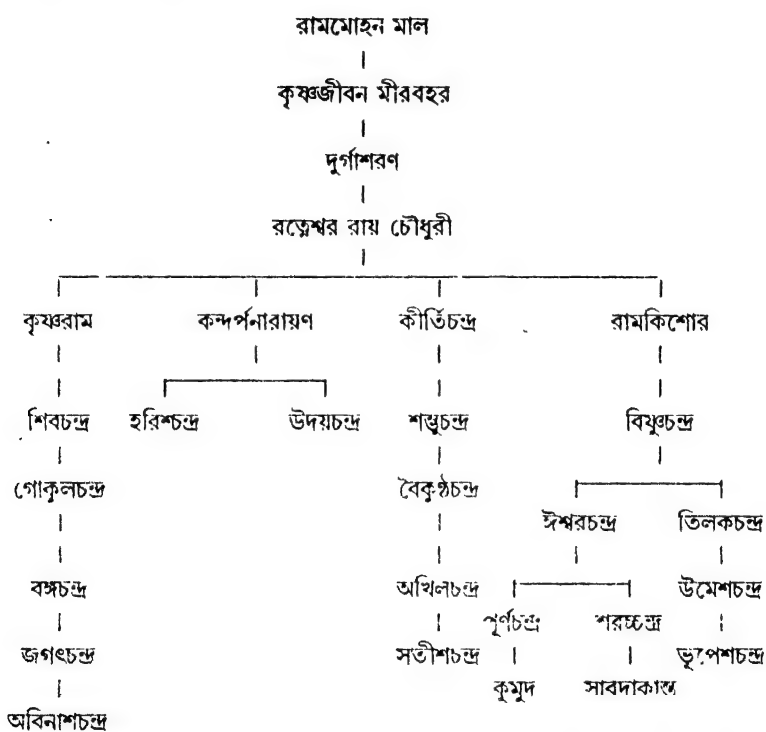 রামমোহন মাল
কৃষ্ণজীবন মীরবহর
দুর্গাশরণ
রত্নেশ্বর রায় চৌধুরী
কৃষ্ণরাম কন্দর্পনারায়ণ কীর্তিচন্দ্র রামকিশোর
শিবচন্দ্র হরিশ্চন্দ্র উদয়চন্দ্র শম্ভুচন্দ্র বিষ্ণুচন্দ্র
গোকুলচন্দ্র বৈকুণ্ঠচন্দ্র
ঈশ্বরচন্দ্র তিলকচন্দ্র
বঙ্গচন্দ্র অখিলচন্দ্র উমেশচন্দ্র
পূর্ণচন্দ্র শরচ্চন্দ্র
জগৎচন্দ্র সতীশচন্দ্র ভূপেশচন্দ্র
কুমুদ সাবদাকান্ত
অবিনাশচন্দ্র